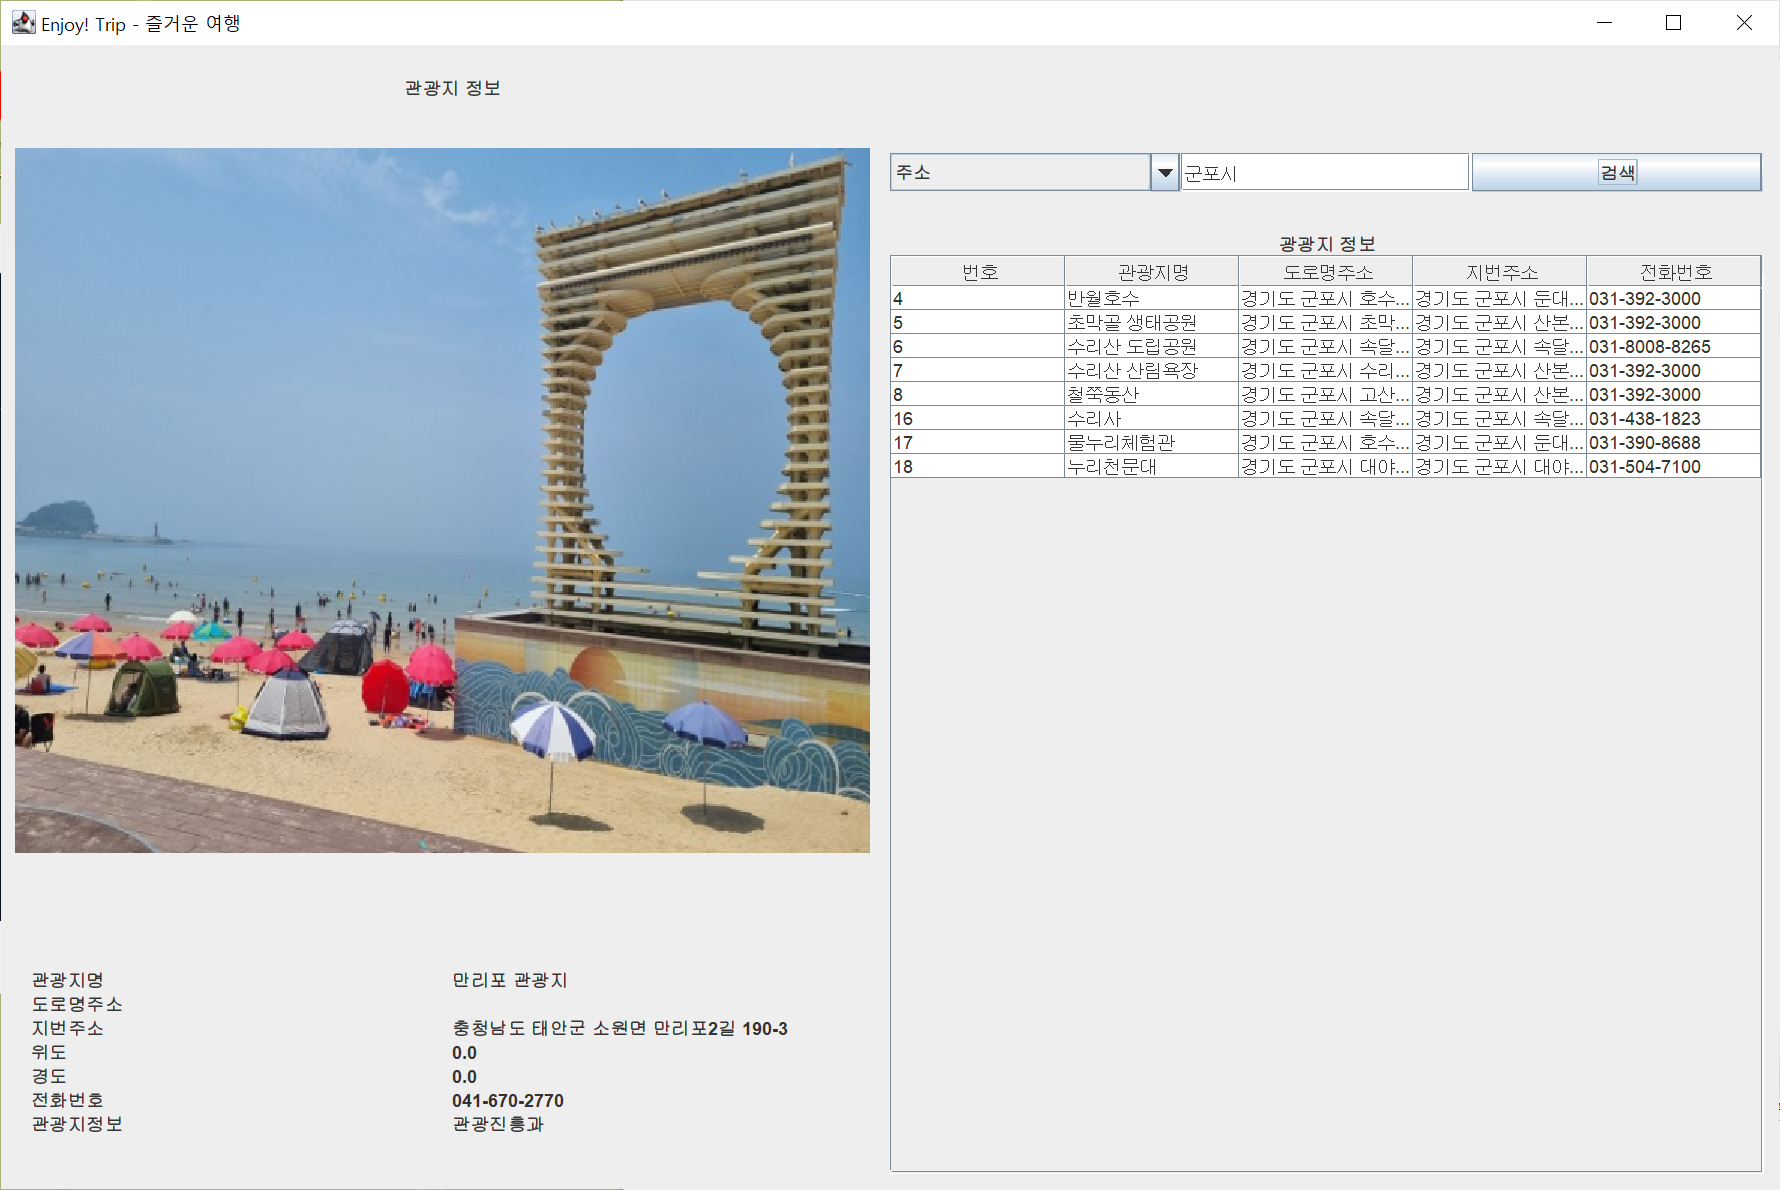 Enjoy! Trip - 즐거운 여행
관광지 정보
주소 군포시 검색
광광지 정보
번호 관광지명 도로명주소 지번주소 전화번호
4 반월호수 경기도 군포시 호수... 경기도 군포시 둔대... 031-392-3000
5 초막골 생태공원 경기도 군포시 초막... 경기도 군포시 산본... 031-392-3000
6 수리산 도립공원 경기도 군포시 속달... 경기도 군포시 속달... 031-8008-8265
7 수리산 산림욕장 경기도 군포시 수리... 경기도 군포시 산본... 031-392-3000
8 철쭉동산 경기도 군포시 고산... 경기도 군포시 산본... 031-392-3000
16 수리사 경기도 군포시 속달... 경기도 군포시 속달... 031-438-1823
17 물누리체험관 경기도 군포시 호수... 경기도 군포시 둔대... 031-390-8688
18 누리천문대 경기도 군포시 대야... 경기도 군포시 대야... 031-504-7100
관광지명 만리포 관광지
도로명주소
지번주소 충청남도 태안군 소원면 만리포2길 190-3
위도 0.0
경도 0.0
전화번호 041-670-2770
관광지정보 관광진흥과